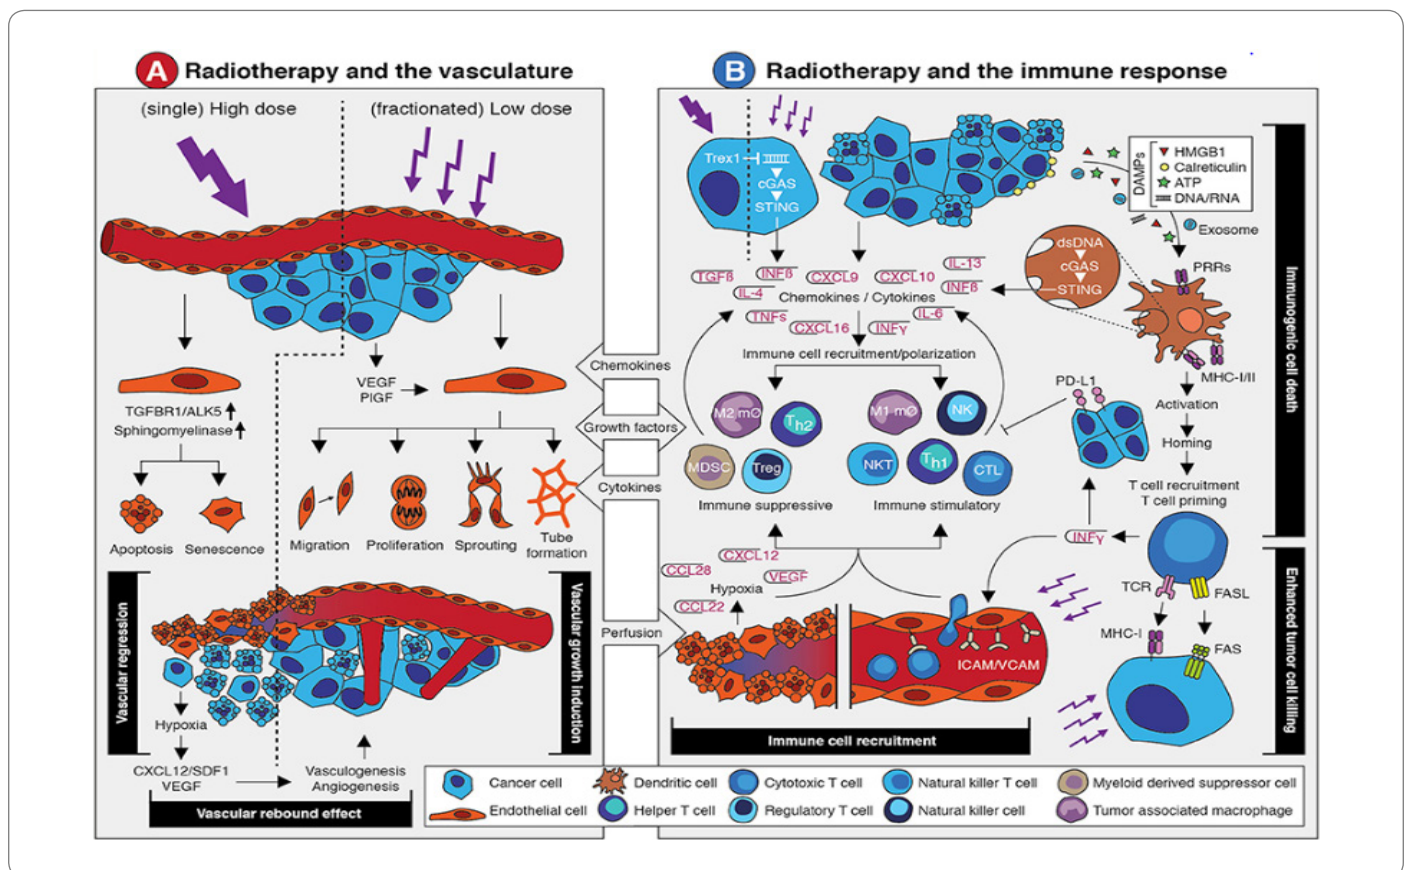 A Radiotherapy and the vasculature
(single) High dose
(fractionated) Low dose
VEGF
PlGF
TGFBR1/ALK5
Sphingomyelinase
Apoptosis
Senescence
Migration
Proliferation
Sprouting
Tube
formation
Vascular regression
Vascular growth induction
Hypoxia
CXCL12/SDF1
VEGF
Vasculogenesis
Angiogenesis
Vascular rebound effect
Chemokines
Growth factors
Cytokines
Perfusion
B Radiotherapy and the immune response
Trex1
cGAS
STING
DAMPs
HMGB1
Calreticulin
ATP
DNA/RNA
Exosome
dsDNA
cGAS
STING
PRRs
MHC-I/II
TGFß
INFß
CXCL9
CXCL10
IL-13
INFß
IL-4
Chemokines / Cytokines
TNFs
CXCL16
INFγ
IL-6
Immune cell recruitment/polarization
M2 mØ
Th2
MDSC
Treg
Immune suppressive
M1 mØ
NK
NKT
Th1
CTL
Immune stimulatory
PD-L1
Activation
Homing
T cell recruitment
T cell priming
INFγ
TCR
FASL
MHC-I
FAS
Immunogenic cell death
Enhanced tumor cell killing
CXCL12
CCL28
VEGF
Hypoxia
CCL22
ICAM/VCAM
Immune cell recruitment
Cancer cell
Dendritic cell
Cytotoxic T cell
Natural killer T cell
Myeloid derived suppressor cell
Endothelial cell
Helper T cell
Regulatory T cell
Natural killer cell
Tumor associated macrophage